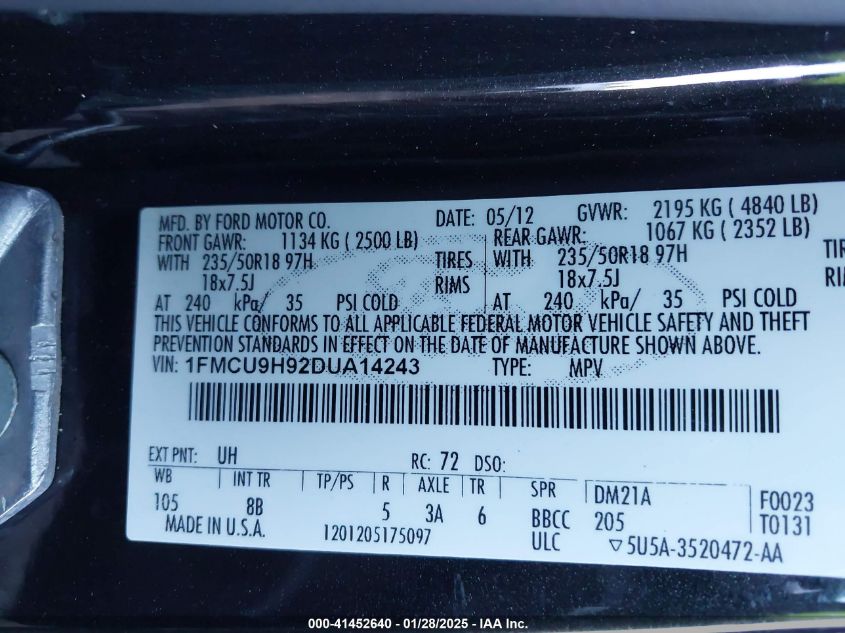 MFD. BY FORD MOTOR CO. DATE: 05/12 GVWR: 2195 KG ( 4840 LB)
FRONT GAWR: 1134 KG ( 2500 LB) REAR GAWR: 1067 KG ( 2352 LB)
WITH 235/50R18 97H TIRES WITH 235/50R18 97H TIR
18x7.5J RIMS 18x7.5J RI
AT 240 kPa/ 35 PSI COLD AT 240 kPa/ 35 PSI COLD
THIS VEHICLE CONFORMS TO ALL APPLICABLE FEDERAL MOTOR VEHICLE SAFETY AND THEFT
PREVENTION STANDARDS IN EFFECT ON THE DATE OF MANUFACTURE SHOWN ABOVE.
VIN: 1FMCU9H92DUA14243 TYPE: MPV
EXT PNT: UH RC: 72 DSO:
WB INT TR TP/PS R AXLE TR SPR DM21A F0023
105 8B 5 3A 6 BBCC 205 T0131
MADE IN U.S.A. 1201205175097 ULC ▽5U5A-3520472-AA
000-41452640 - 01/28/2025 - IAA Inc.